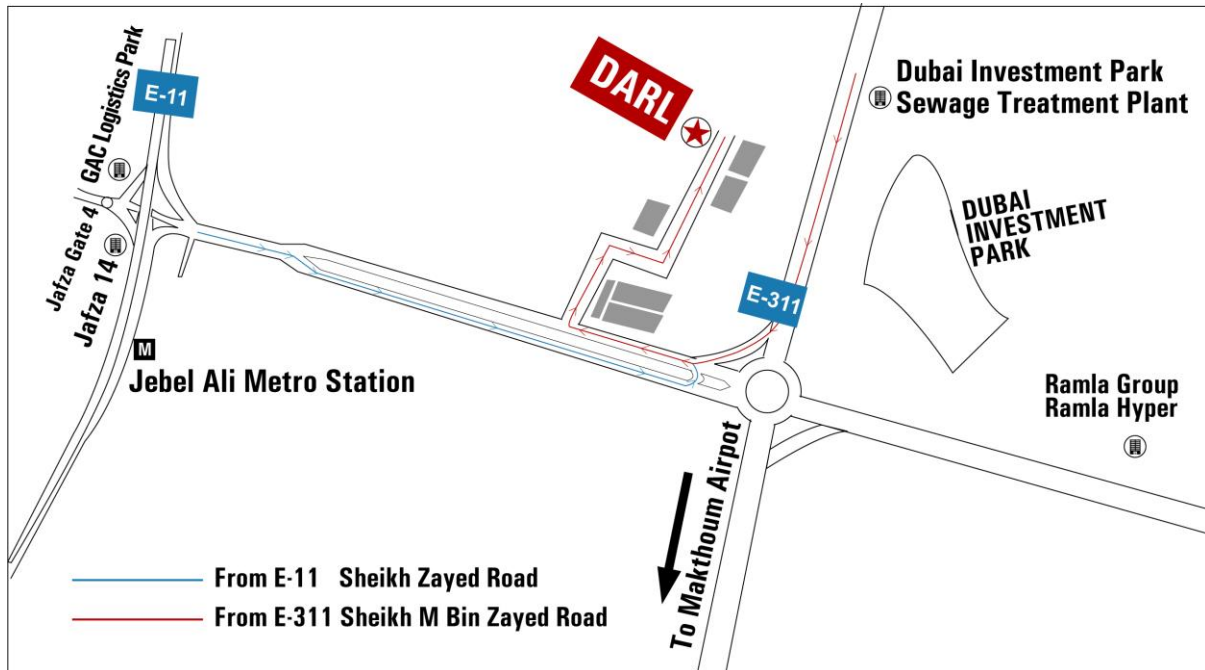 GAC Logistics Park
E-11
Jafza Gate 4
Jafza 14
M
Jebel Ali Metro Station
DARL
Dubai Investment Park
Sewage Treatment Plant
DUBAI
INVESTMENT
PARK
E-311
Ramla Group
Ramla Hyper
To Makthoum Airpot
From E-11 Sheikh Zayed Road
From E-311 Sheikh M Bin Zayed Road